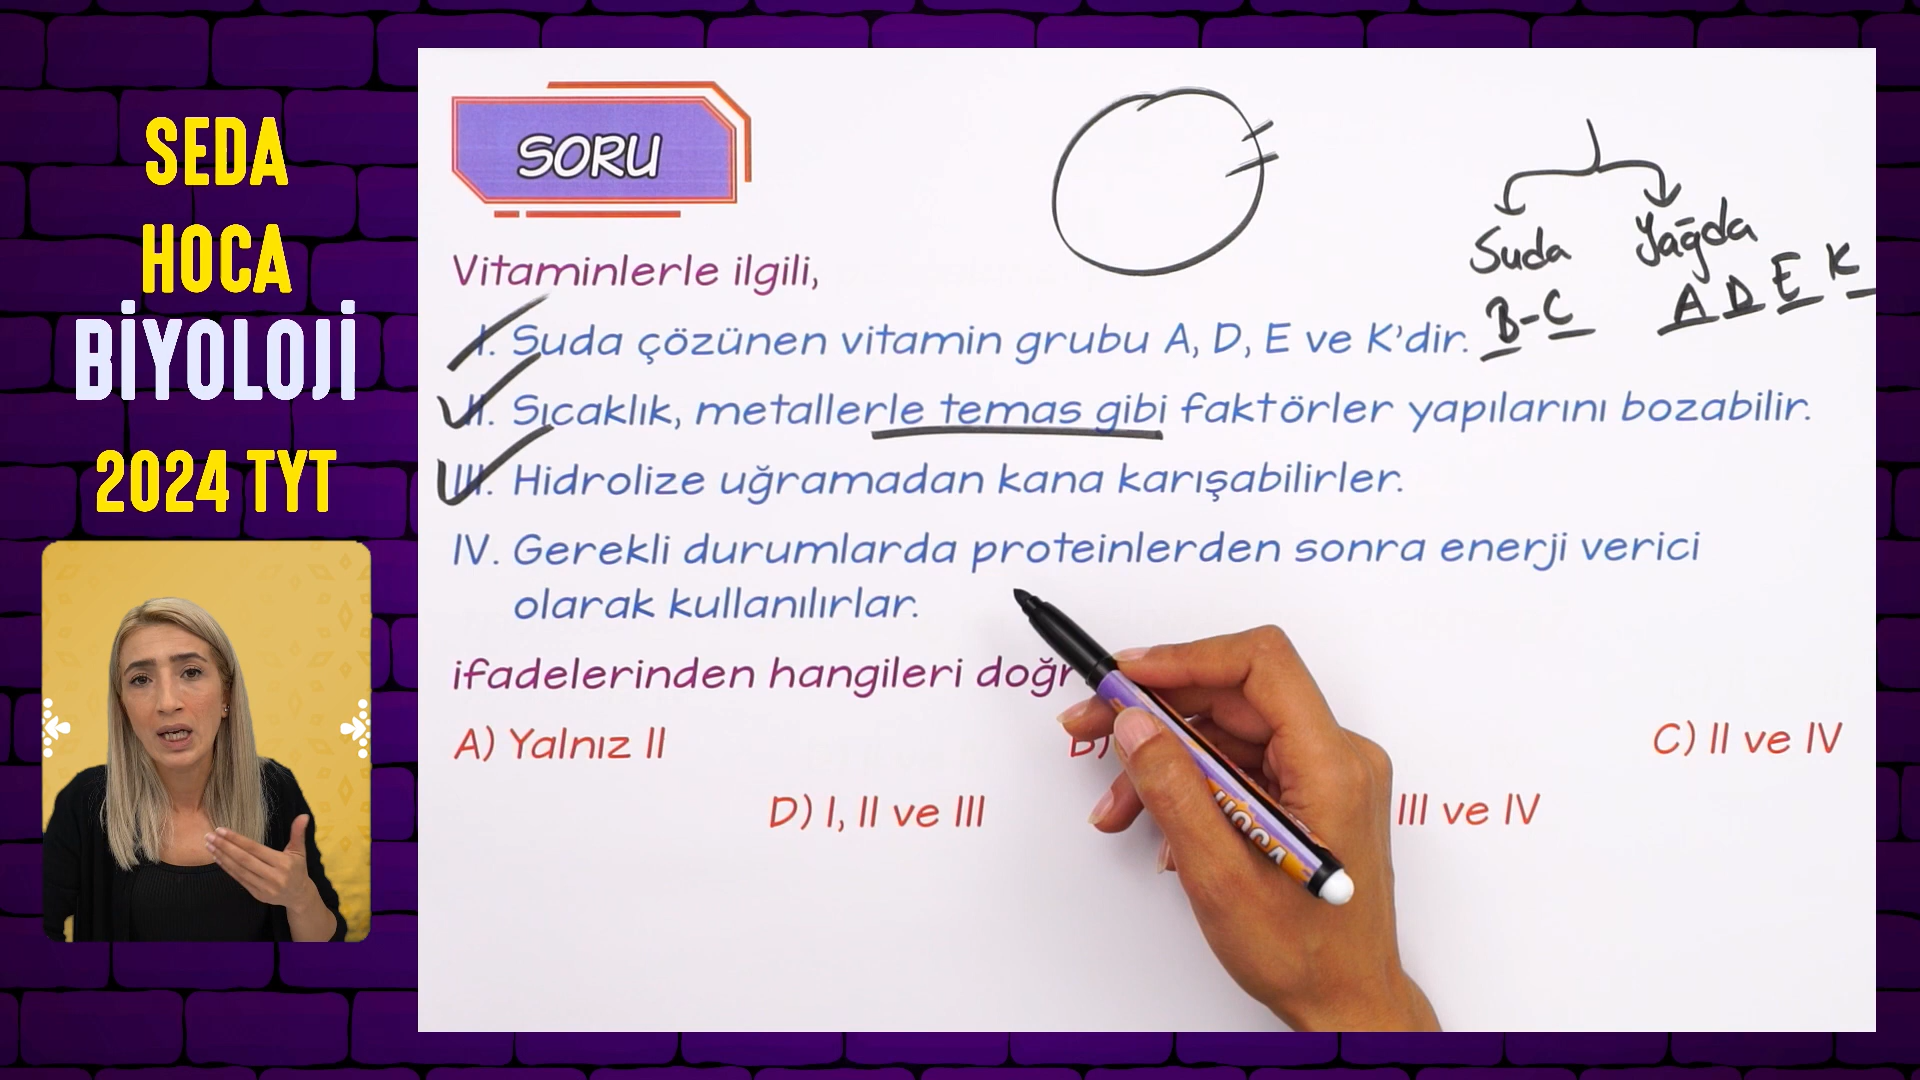 SEDA
HOCA
BİYOLOJİ
2024 TYT
SORU
Suda
Yağda
B-C
A D E K
Vitaminlerle ilgili,
I. Suda çözünen vitamin grubu A, D, E ve K'dir.
II. Sıcaklık, metallerle temas gibi faktörler yapılarını bozabilir.
III. Hidrolize uğramadan kana karışabilirler.
IV. Gerekli durumlarda proteinlerden sonra enerji verici
olarak kullanılırlar.
ifadelerinden hangileri doğr
A) Yalnız II
B)
C) II ve IV
D) I, II ve III
III ve IV
HOCA